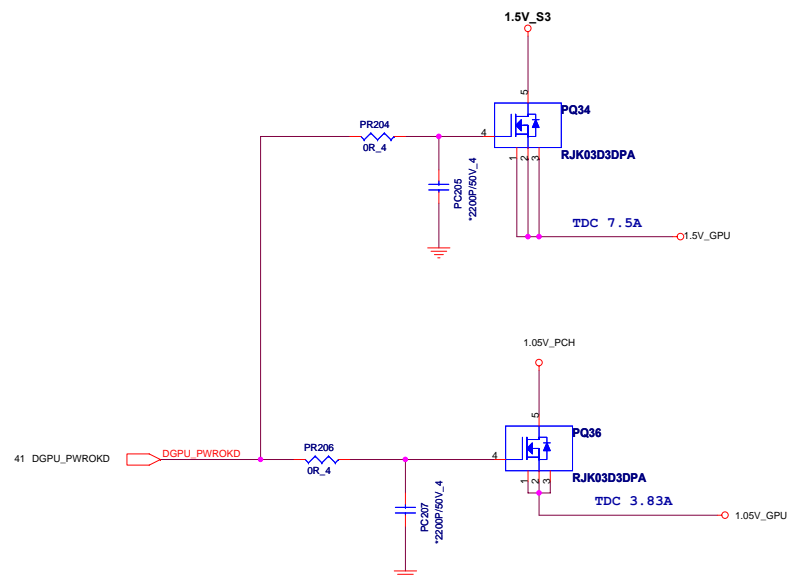 1.5V_S3
5
PQ34
PR204
4
0R_4
RJK03D3DPA
1 2 3
PC205
*2200P/50V_4
TDC 7.5A
1.5V_GPU
1.05V_PCH
5
PQ36
41 DGPU_PWROKD
DGPU_PWROKD
PR206
4
0R_4
RJK03D3DPA
1 2 3
PC207
*2200P/50V_4
TDC 3.83A
1.05V_GPU